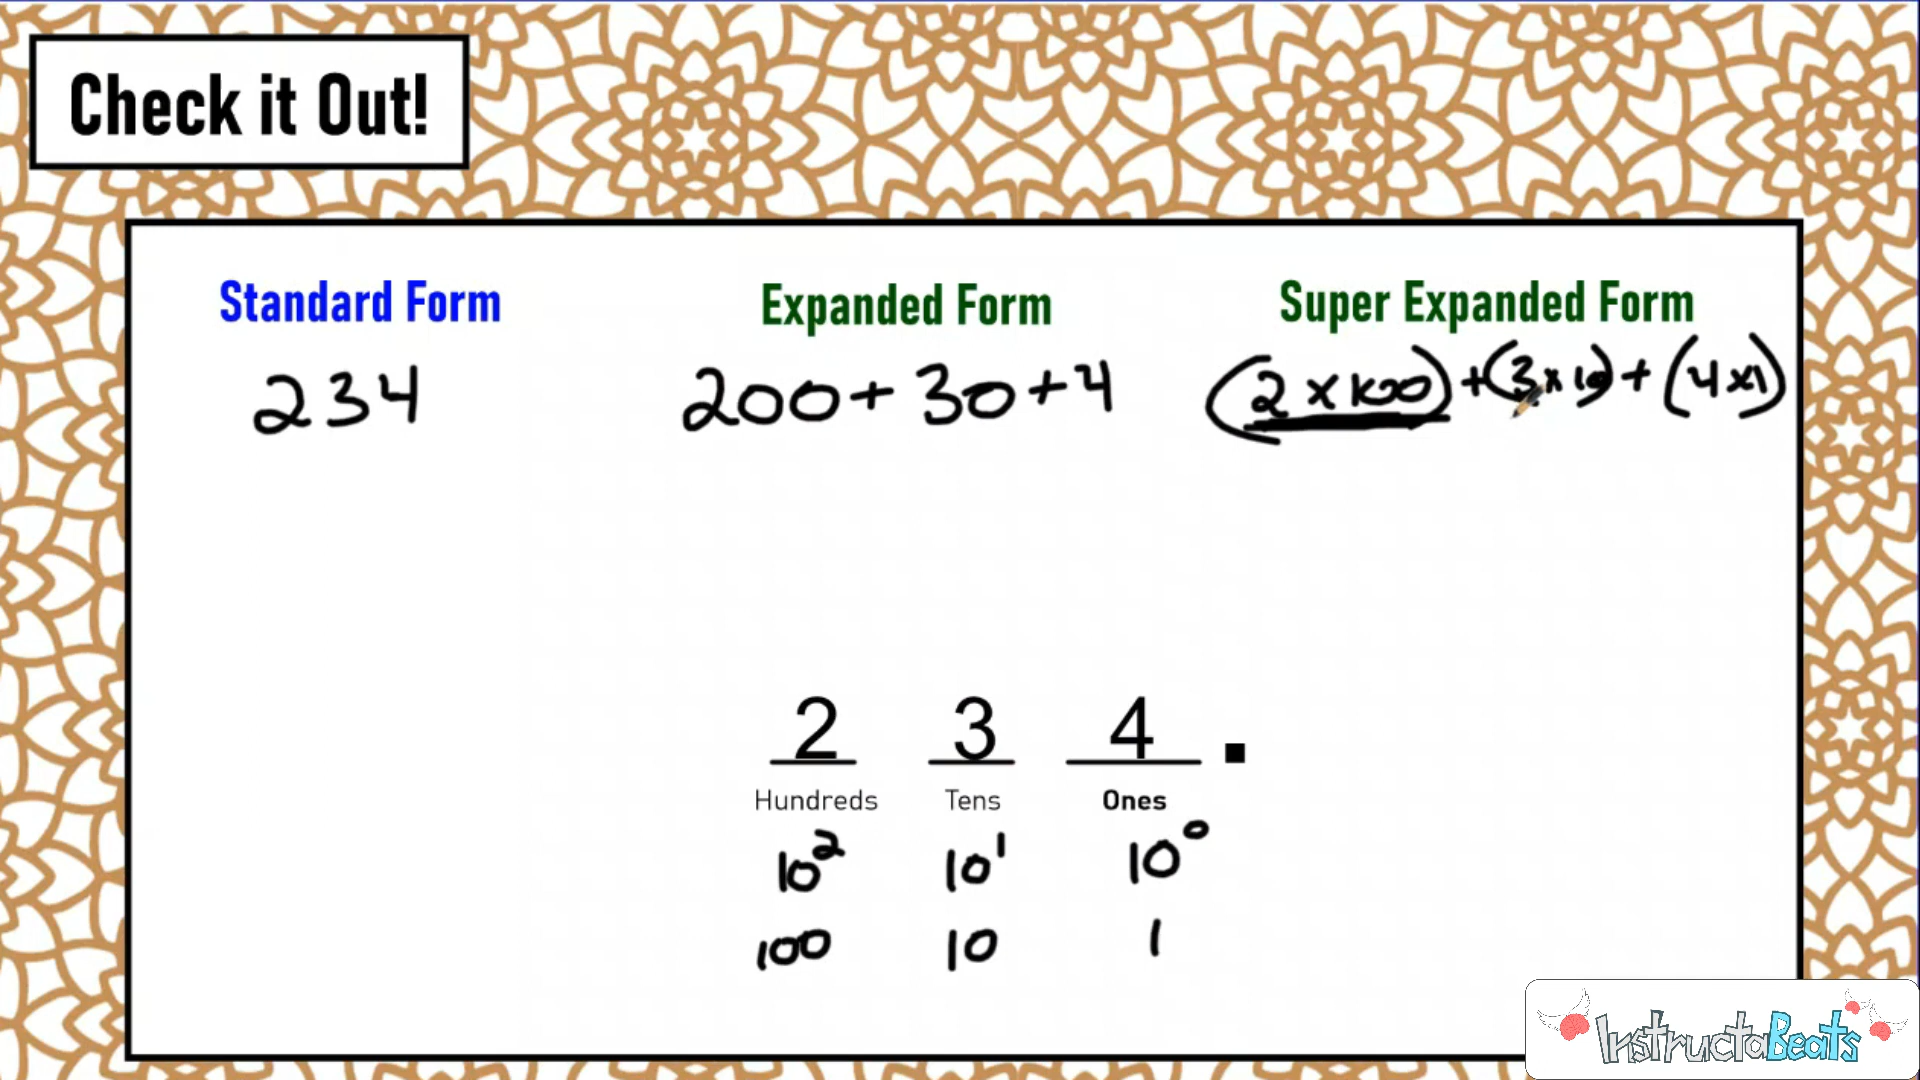 Check it Out!
Standard Form Expanded Form Super Expanded Form
234 200 + 30 + 4 (2 x 100) + (3 x 10) + (4 x 1)
2 3 4 .
Hundreds Tens Ones
10² 10¹ 10⁰
100 10 1
InstructaBeats